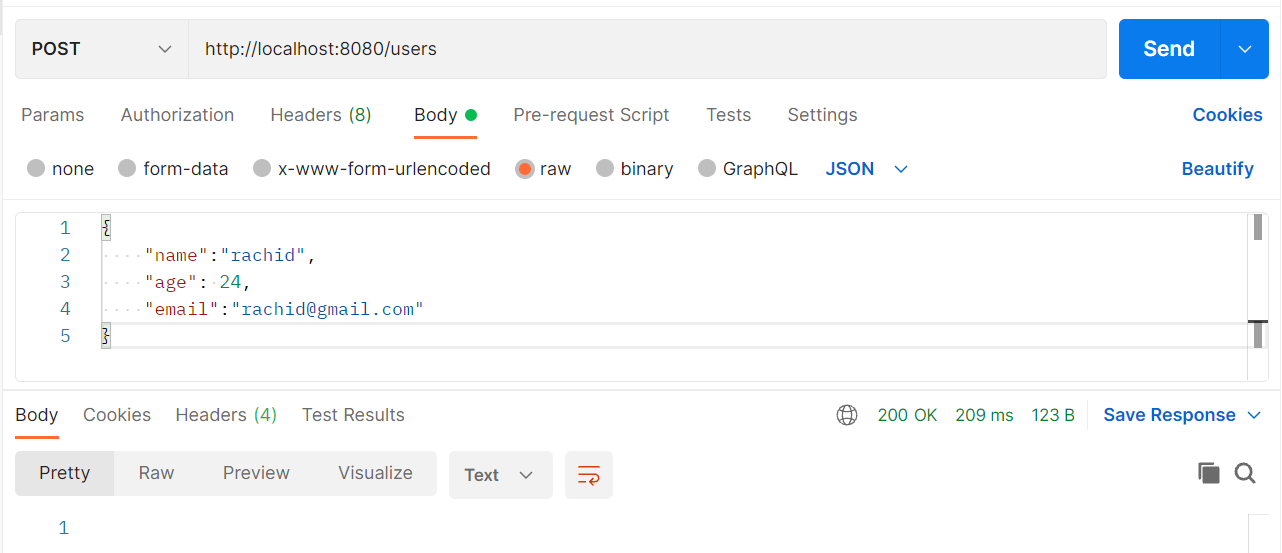 POST http://localhost:8080/users Send
Params Authorization Headers (8) Body Pre-request Script Tests Settings Cookies
none form-data x-www-form-urlencoded raw binary GraphQL JSON Beautify
1 {
2 "name":"rachid",
3 "age": 24,
4 "email":"rachid@gmail.com"
5 }
Body Cookies Headers (4) Test Results 200 OK 209 ms 123 B Save Response
Pretty Raw Preview Visualize Text
1